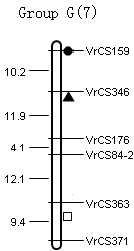 Group G(7)
VrCS159
10.2
VrCS346
11.9
VrCS176
4.1
VrCS84-2
12.1
VrCS363
9.4
VrCS371